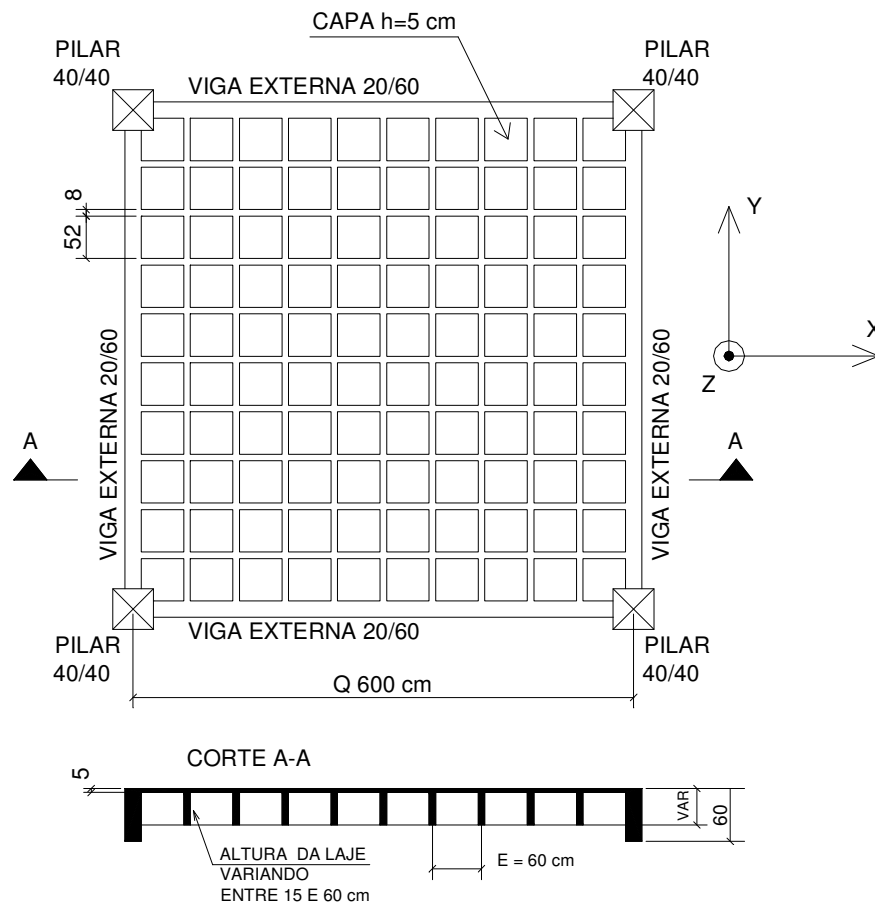 CAPA h=5 cm
PILAR
40/40
VIGA EXTERNA 20/60
PILAR
40/40
8
52
VIGA EXTERNA 20/60
VIGA EXTERNA 20/60
Y
X
Z
A
A
VIGA EXTERNA 20/60
PILAR
40/40
PILAR
40/40
Q 600 cm
CORTE A-A
5
VAR
60
ALTURA DA LAJE
VARIANDO
ENTRE 15 E 60 cm
E = 60 cm